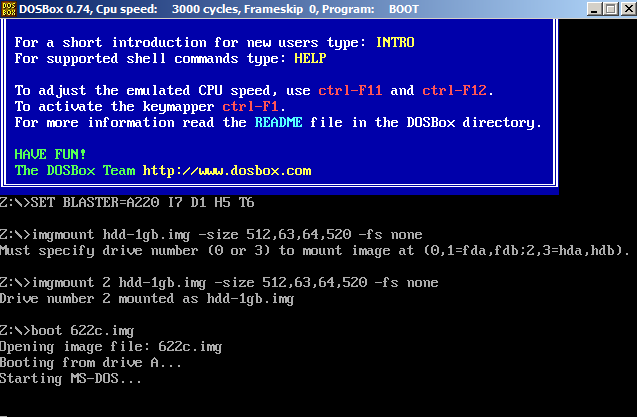 DOSBox 0.74, Cpu speed: 3000 cycles, Frameskip 0, Program: BOOT
For a short introduction for new users type: INTRO
For supported shell commands type: HELP
To adjust the emulated CPU speed, use ctrl-F11 and ctrl-F12.
To activate the keymapper ctrl-F1.
For more information read the README file in the DOSBox directory.
HAVE FUN!
The DOSBox Team http://www.dosbox.com
Z:\>SET BLASTER=A220 I7 D1 H5 T6
Z:\>imgmount hdd-1gb.img -size 512,63,64,520 -fs none
Must specify drive number (0 or 3) to mount image at (0,1=fda,fdb;2,3=hda,hdb).
Z:\>imgmount 2 hdd-1gb.img -size 512,63,64,520 -fs none
Drive number 2 mounted as hdd-1gb.img
Z:\>boot 622c.img
Opening image file: 622c.img
Booting from drive A...
Starting MS-DOS...